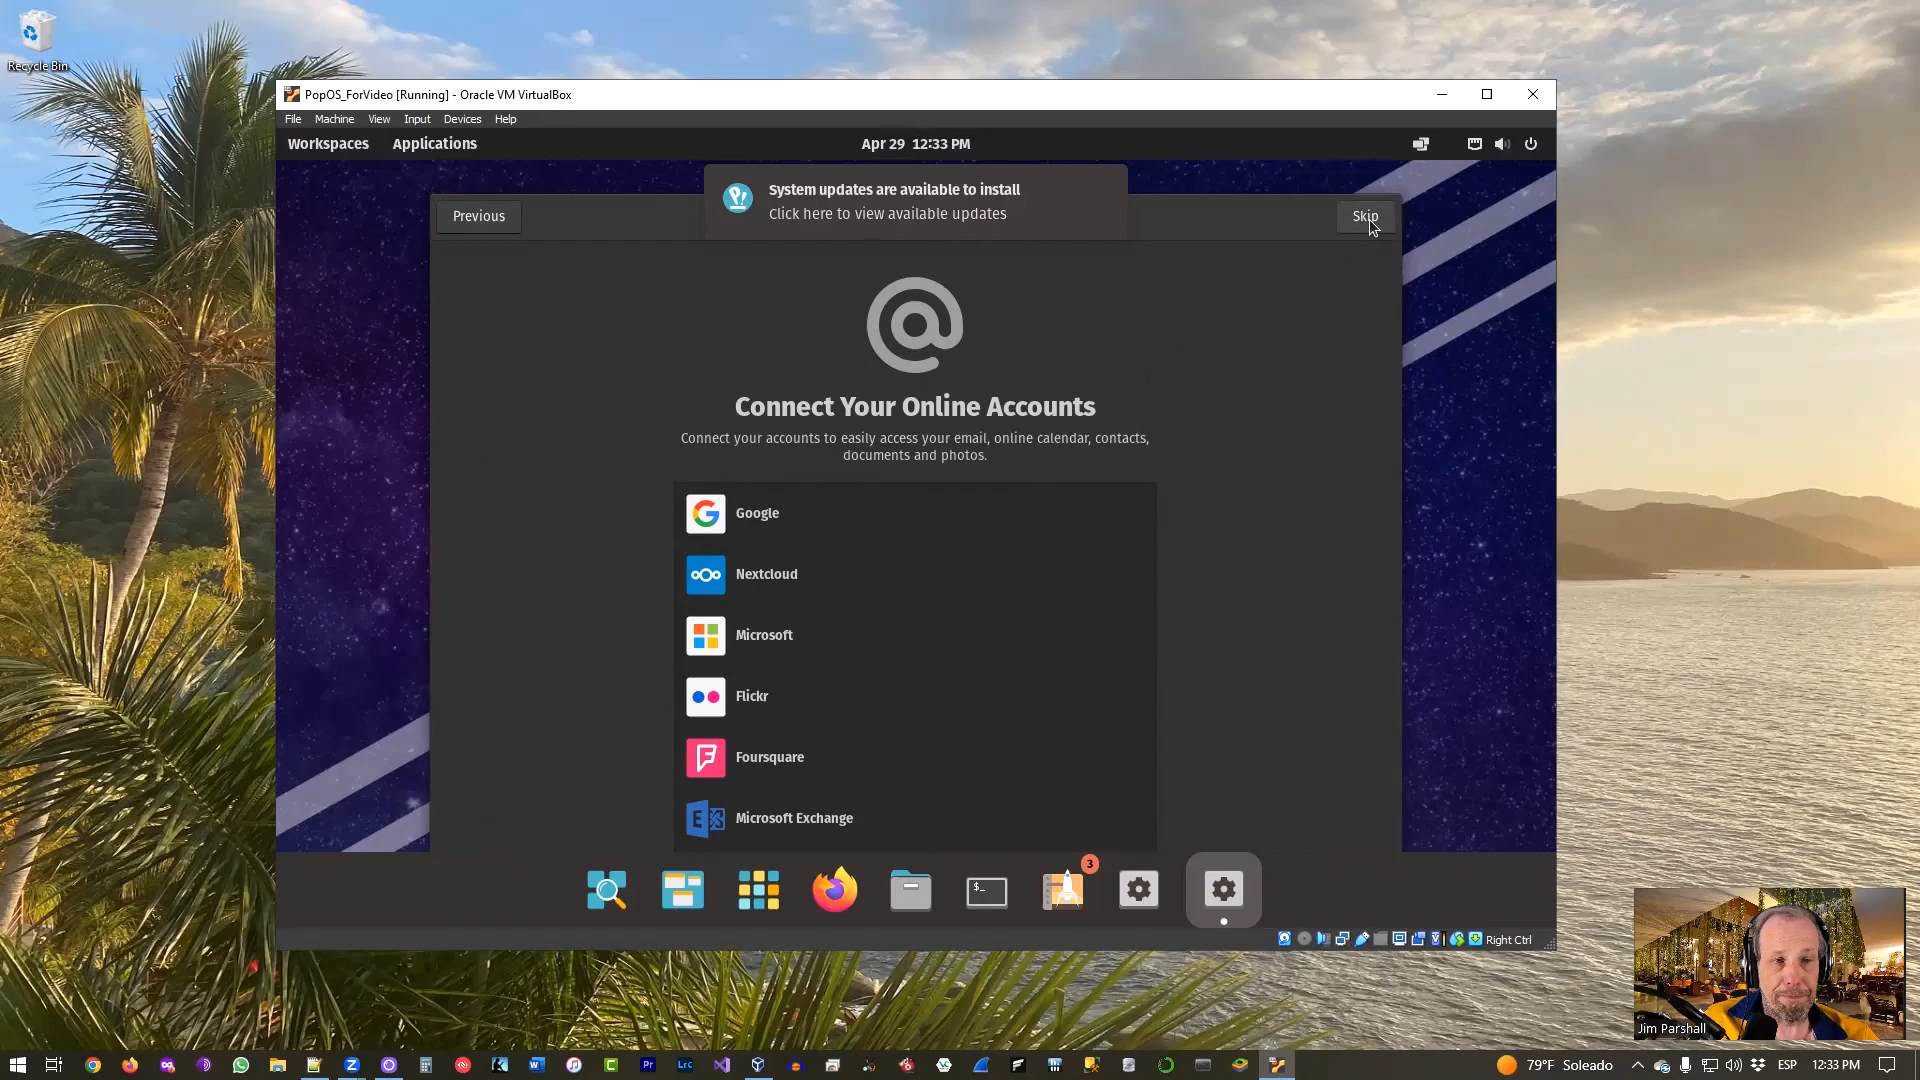 Recycle Bin
PopOS_ForVideo [Running] - Oracle VM VirtualBox
File Machine View Input Devices Help
Workspaces Applications Apr 29 12:33 PM
System updates are available to install
Click here to view available updates
Previous
Skip
Connect Your Online Accounts
Connect your accounts to easily access your email, online calendar, contacts,
documents and photos.
Google
Nextcloud
Microsoft
Flickr
Foursquare
Microsoft Exchange
3
Right Ctrl
Jim Parshall
79°F Soleado
ESP
12:33 PM